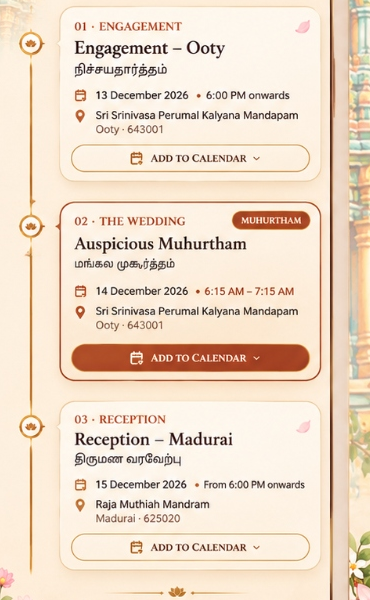 01 · ENGAGEMENT
Engagement – Ooty
நிச்சயதார்த்தம்
13 December 2026 • 6:00 PM onwards
Sri Srinivasa Perumal Kalyana Mandapam
Ooty · 643001
ADD TO CALENDAR
02 · THE WEDDING
MUHURTHAM
Auspicious Muhurtham
மங்கல முகூர்த்தம்
14 December 2026 • 6:15 AM – 7:15 AM
Sri Srinivasa Perumal Kalyana Mandapam
Ooty · 643001
ADD TO CALENDAR
03 · RECEPTION
Reception – Madurai
திருமண வரவேற்பு
15 December 2026 • From 6:00 PM onwards
Raja Muthiah Mandram
Madurai · 625020
ADD TO CALENDAR